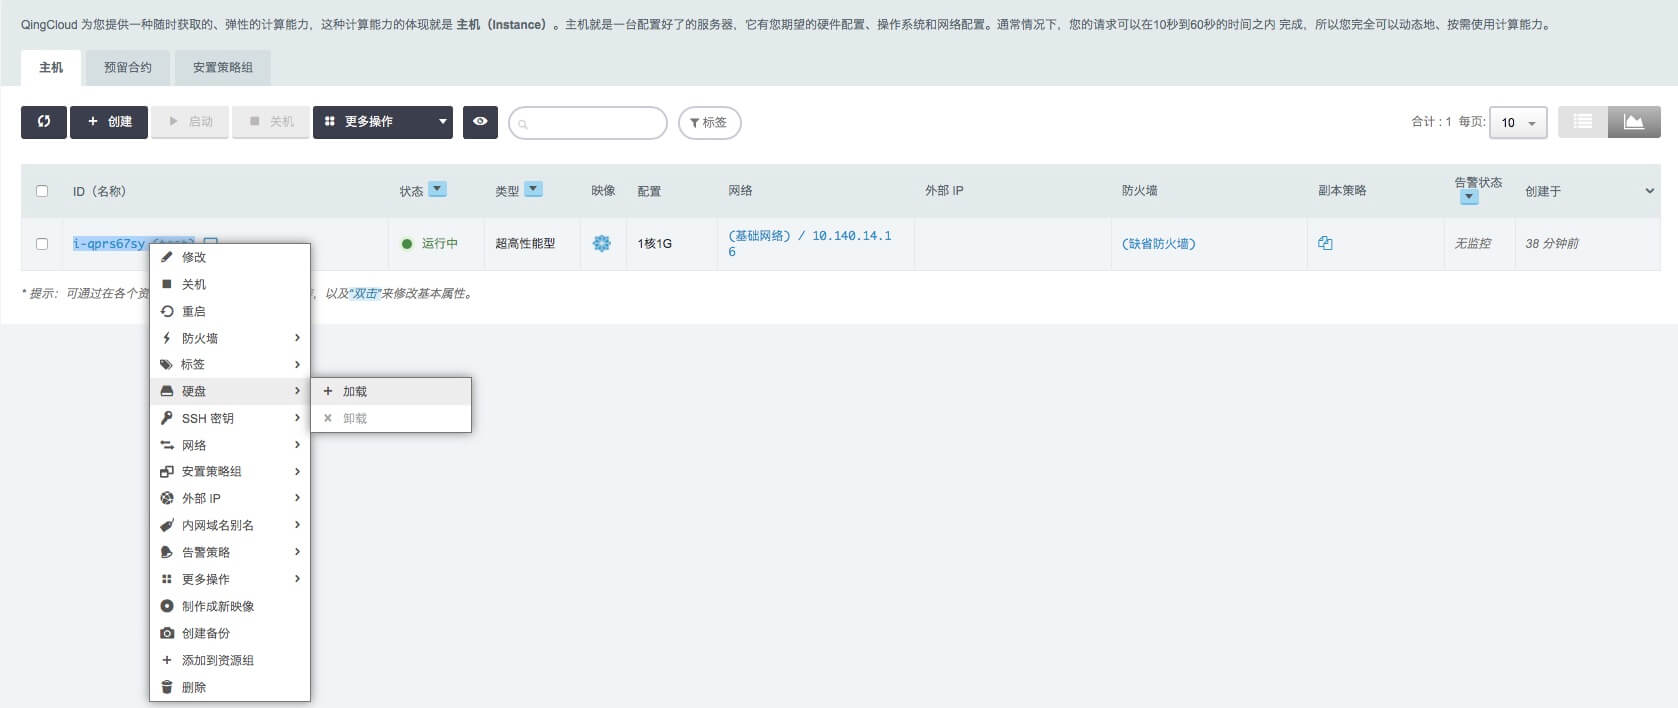 QingCloud 为您提供一种随时获取的、弹性的计算能力，这种计算能力的体现就是 主机（Instance）。主机就是一台配置好了的服务器，它有您期望的硬件配置、操作系统和网络配置。通常情况下，您的请求可以在10秒到60秒的时间之内 完成，所以您完全可以动态地、按需使用计算能力。
主机 预留合约 安置策略组
创建 启动 关机 更多操作 标签 合计 : 1 每页: 10
ID（名称） 状态 类型 映像 配置 网络 外部 IP 防火墙 副本策略 告警状态 创建于
i-qprs67sy 运行中 超高性能型 1核1G (基础网络) / 10.140.14.1
6 (缺省防火墙) 无监控 38 分钟前
* 提示：可通过在各个资 ，以及“双击”来修改基本属性。
修改
关机
重启
防火墙
标签
硬盘
加载
卸载
SSH 密钥
网络
安置策略组
外部 IP
内网域名别名
告警策略
更多操作
制作成新映像
创建备份
添加到资源组
删除